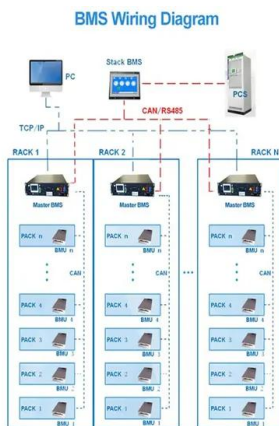 BMS Wiring Diagram
Stack BMS
PC
PCS
CAN/RS485
TCP/IP
RACK 1 RACK 2 RACK N
Master BMS Master BMS Master BMS
PACK n PACK n PACK n
BMU n BMU n BMU n
CAN CAN CAN
PACK 4 PACK 4 PACK 4
BMU 4 BMU 4 BMU 4
PACK 3 PACK 3 PACK 3
BMU 3 BMU 3 BMU 3
PACK 2 PACK 2 PACK 2
BMU 2 BMU 2 BMU 2
PACK 1 PACK 1 PACK 1
BMU 1 BMU 1 BMU 1